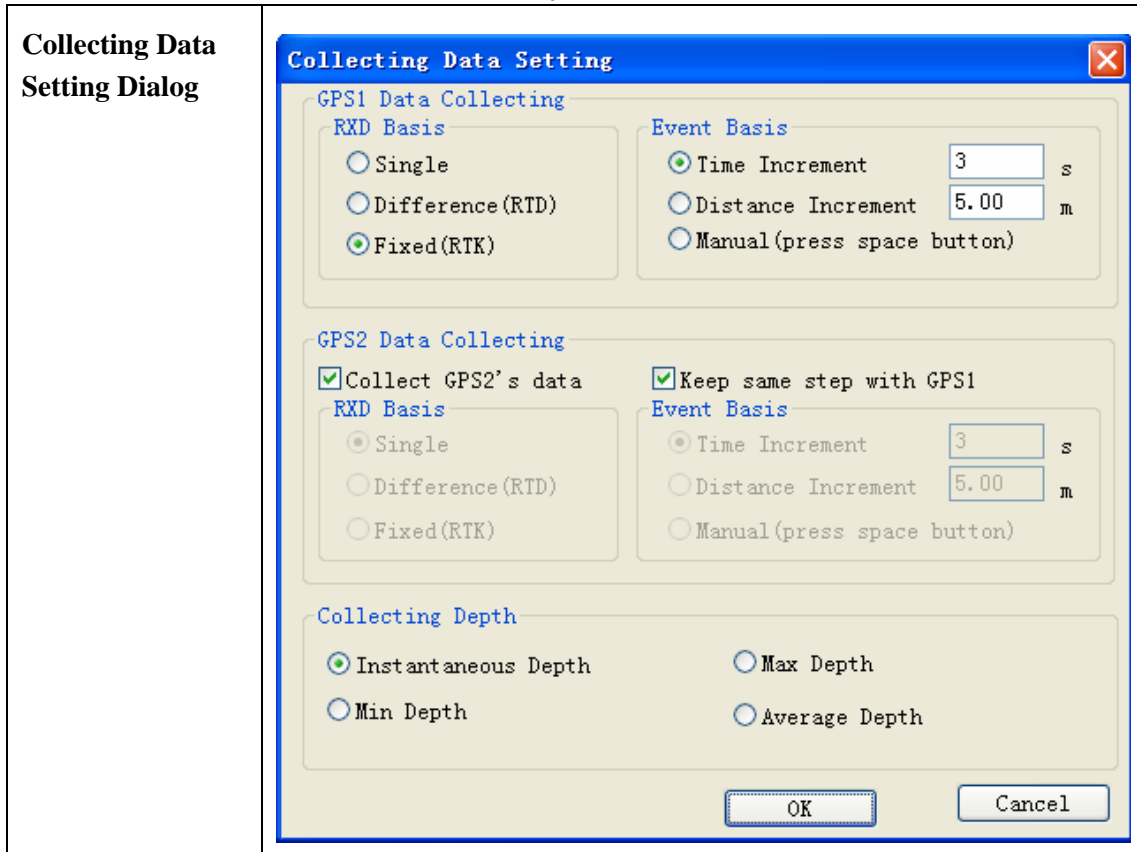 Collecting Data
Setting Dialog
Collecting Data Setting
GPS1 Data Collecting
RXD Basis
Single
Difference(RTD)
Fixed(RTK)
Event Basis
Time Increment 3 s
Distance Increment 5.00 m
Manual(press space button)
GPS2 Data Collecting
Collect GPS2's data
Keep same step with GPS1
RXD Basis
Single
Difference(RTD)
Fixed(RTK)
Event Basis
Time Increment 3 s
Distance Increment 5.00 m
Manual(press space button)
Collecting Depth
Instantaneous Depth
Max Depth
Min Depth
Average Depth
OK
Cancel